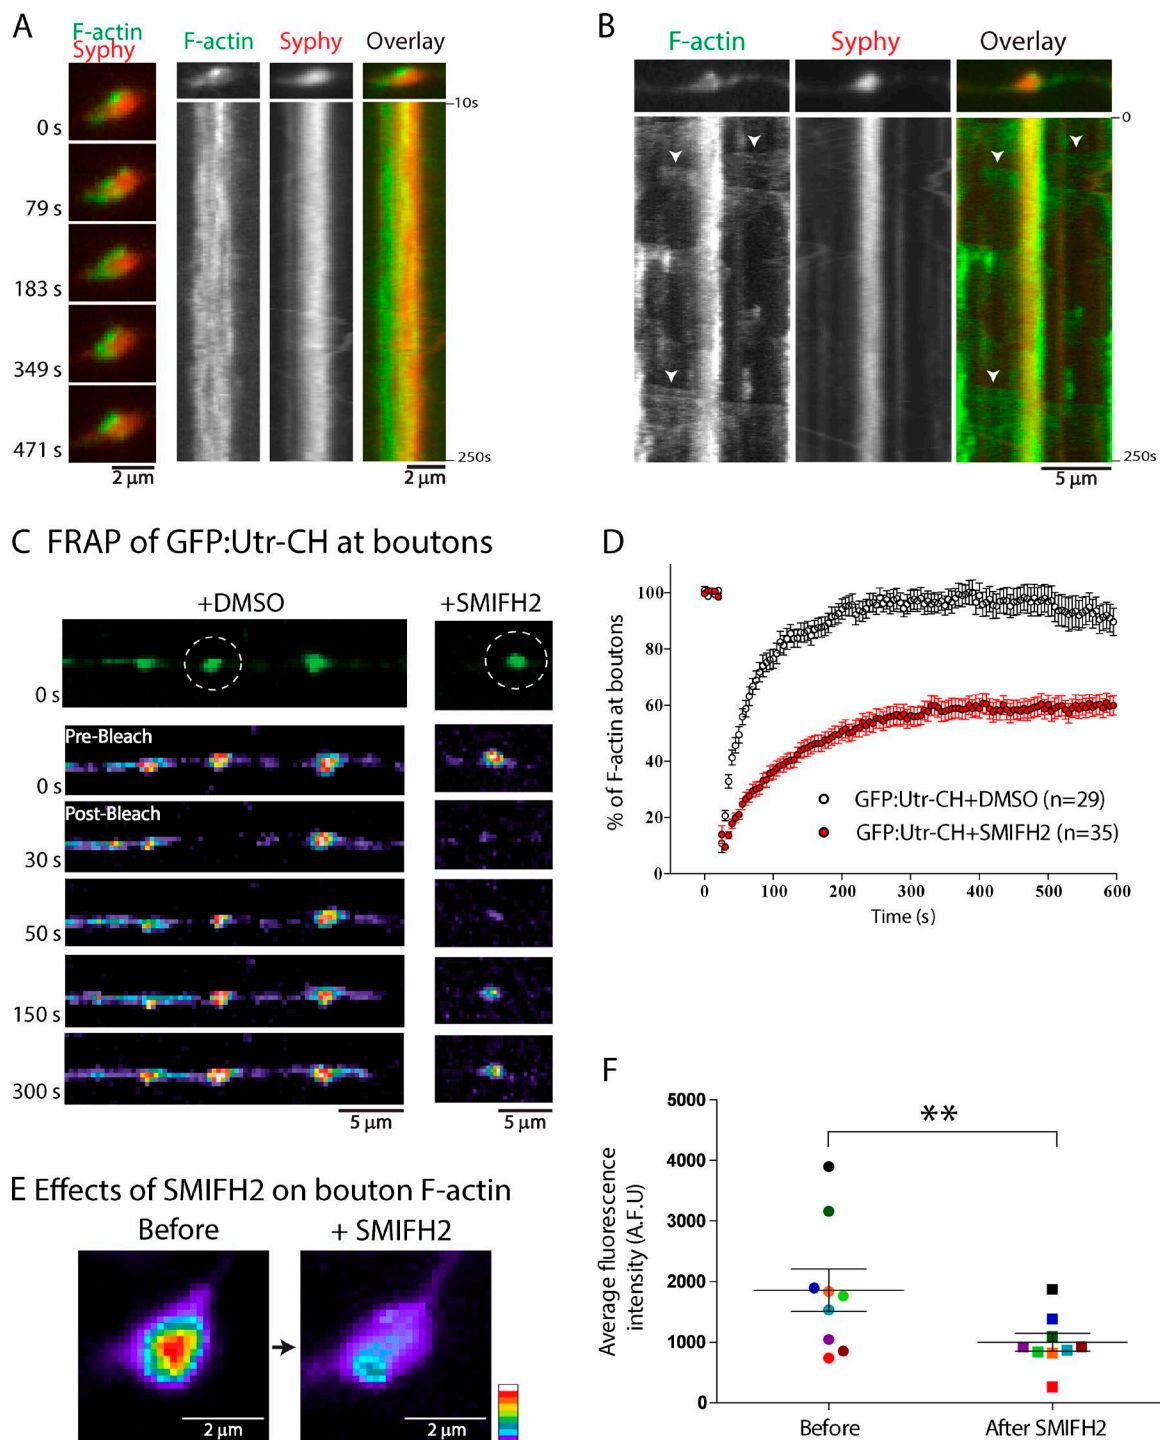 A
F-actin
Syphy
F-actin
Syphy
Overlay
0 s
79 s
183 s
349 s
471 s
10s
250s
2 µm
2 µm
B
F-actin
Syphy
Overlay
0
250s
5 µm
C FRAP of GFP:Utr-CH at boutons
+DMSO
+SMIFH2
0 s
Pre-Bleach
0 s
Post-Bleach
30 s
50 s
150 s
300 s
5 µm
5 µm
D
% of F-actin at boutons
100
80
60
40
20
0
GFP:Utr-CH+DMSO (n=29)
GFP:Utr-CH+SMIFH2 (n=35)
0 100 200 300 400 500 600
Time (s)
E Effects of SMIFH2 on bouton F-actin
Before
+ SMIFH2
2 µm
2 µm
F
Average fluorescence
intensity (A.F.U)
5000
4000
3000
2000
1000
0
**
Before
After SMIFH2